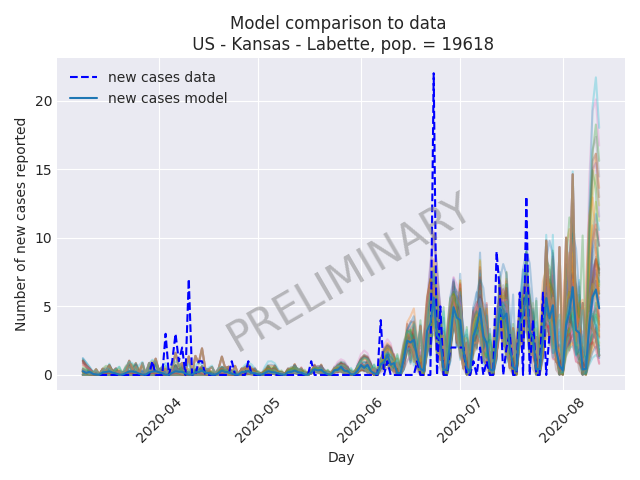 Model comparison to data
US - Kansas - Labette, pop. = 19618
new cases data
new cases model
Number of new cases reported
20
15
10
5
0
PRELIMINARY
2020-04
2020-05
2020-06
2020-07
2020-08
Day